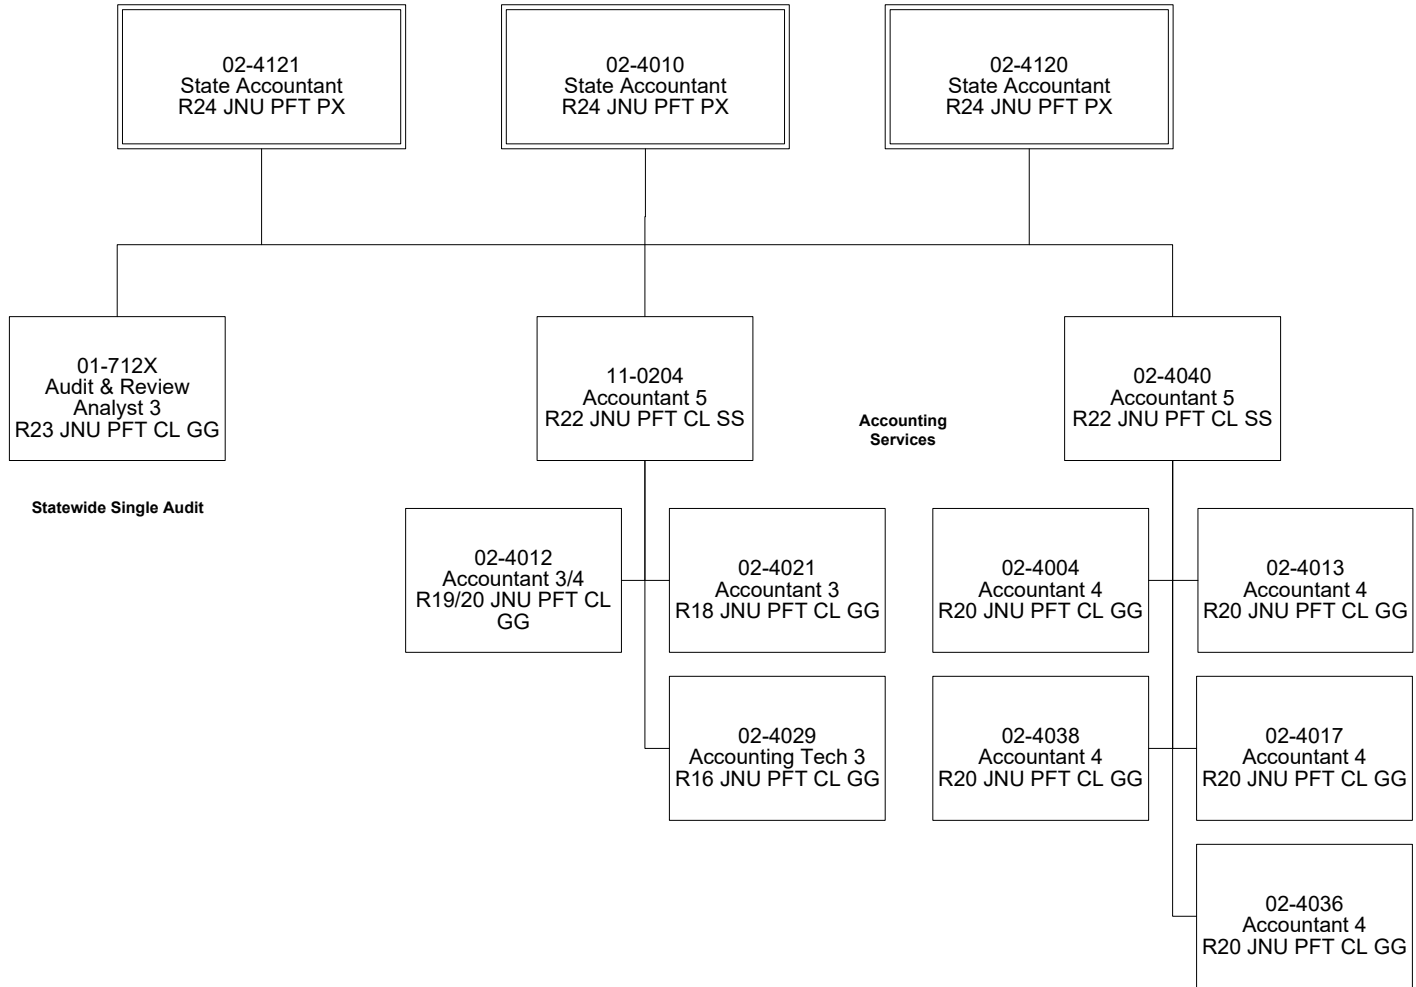 02-4121
State Accountant
R24 JNU PFT PX
02-4010
State Accountant
R24 JNU PFT PX
02-4120
State Accountant
R24 JNU PFT PX
01-712X
Audit & Review
Analyst 3
R23 JNU PFT CL GG
11-0204
Accountant 5
R22 JNU PFT CL SS
Accounting
Services
02-4040
Accountant 5
R22 JNU PFT CL SS
Statewide Single Audit
02-4012
Accountant 3/4
R19/20 JNU PFT CL
GG
02-4021
Accountant 3
R18 JNU PFT CL GG
02-4004
Accountant 4
R20 JNU PFT CL GG
02-4013
Accountant 4
R20 JNU PFT CL GG
02-4029
Accounting Tech 3
R16 JNU PFT CL GG
02-4038
Accountant 4
R20 JNU PFT CL GG
02-4017
Accountant 4
R20 JNU PFT CL GG
02-4036
Accountant 4
R20 JNU PFT CL GG